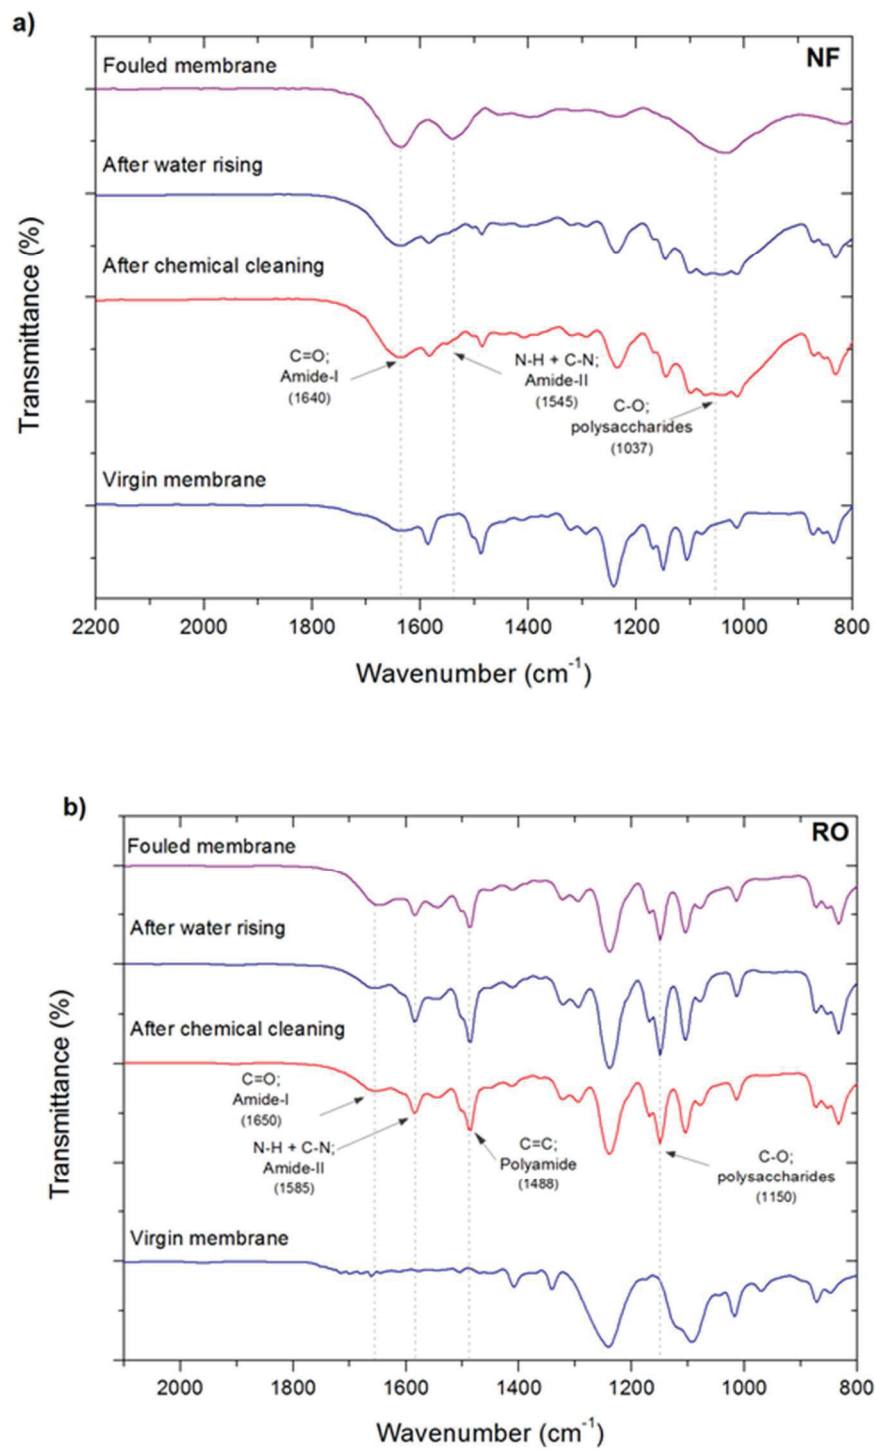 a)
NF
Fouled membrane
After water rising
After chemical cleaning
C=O;
Amide-I
(1640)
N-H + C-N;
Amide-II
(1545)
C-O;
polysaccharides
(1037)
Virgin membrane
Transmittance (%)
2200 2000 1800 1600 1400 1200 1000 800
Wavenumber (cm⁻¹)
b)
RO
Fouled membrane
After water rising
After chemical cleaning
C=O;
Amide-I
(1650)
N-H + C-N;
Amide-II
(1585)
C=C;
Polyamide
(1488)
C-O;
polysaccharides
(1150)
Virgin membrane
Transmittance (%)
2000 1800 1600 1400 1200 1000 800
Wavenumber (cm⁻¹)